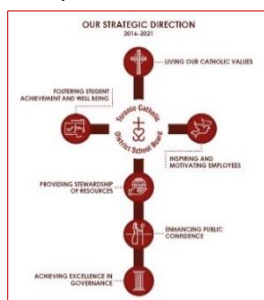 OUR STRATEGIC DIRECTION
2016-2021
LIVING OUR CATHOLIC VALUES
FOSTERING STUDENT
ACHIEVEMENT AND WELL BEING
Toronto Catholic
District School Board
INSPIRING AND
MOTIVATING EMPLOYEES
PROVIDING STEWARDSHIP
OF RESOURCES
ENHANCING PUBLIC
CONFIDENCE
ACHIEVING EXCELLENCE IN
GOVERNANCE